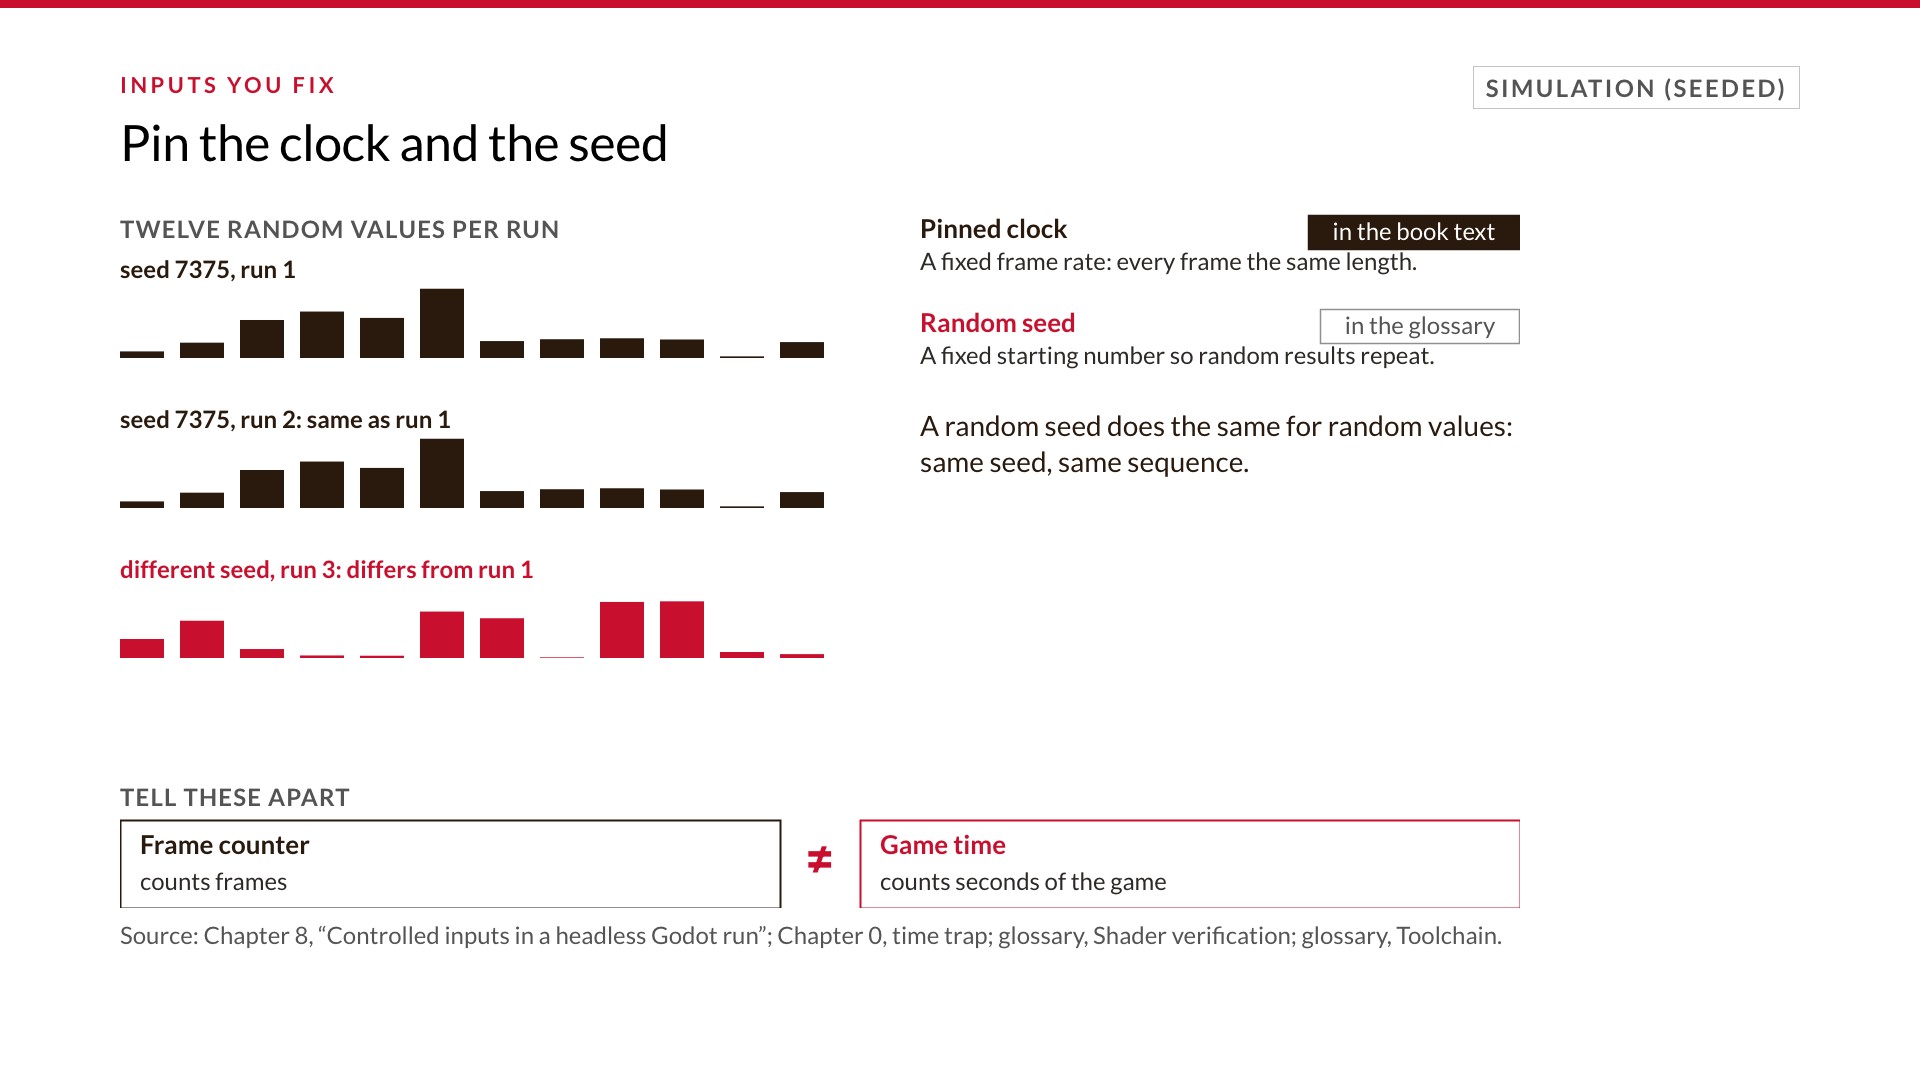 INPUTS YOU FIX
SIMULATION (SEEDED)
Pin the clock and the seed
TWELVE RANDOM VALUES PER RUN
seed 7375, run 1
seed 7375, run 2: same as run 1
different seed, run 3: differs from run 1
Pinned clock
in the book text
A fixed frame rate: every frame the same length.
Random seed
in the glossary
A fixed starting number so random results repeat.
A random seed does the same for random values:
same seed, same sequence.
TELL THESE APART
Frame counter
counts frames
≠
Game time
counts seconds of the game
Source: Chapter 8, “Controlled inputs in a headless Godot run”; Chapter 0, time trap; glossary, Shader verification; glossary, Toolchain.